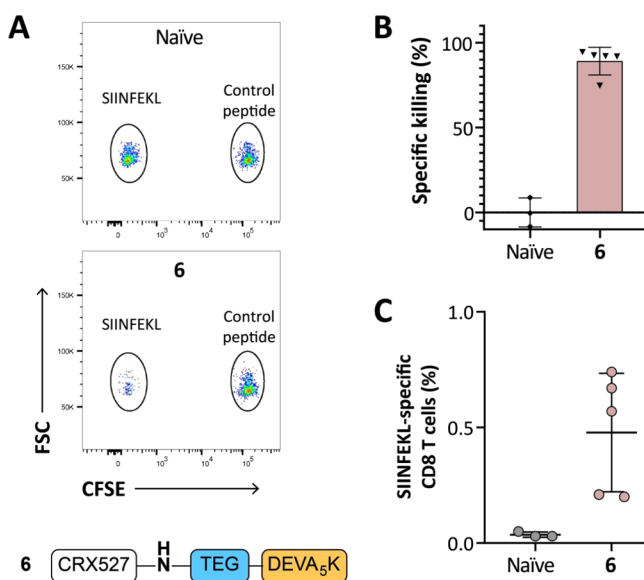 A
Naïve
SIINFEKL
Control
peptide
150K
100K
50K
0
10³
10⁴
10⁵
6
SIINFEKL
Control
peptide
150K
100K
50K
0
10³
10⁴
10⁵
FSC
CFSE
6
CRX527
H
N
TEG
DEVA₅K
B
Specific killing (%)
100
50
0
Naïve
6
C
SIINFEKL-specific
CD8 T cells (%)
1.0
0.5
0.0
Naïve
6